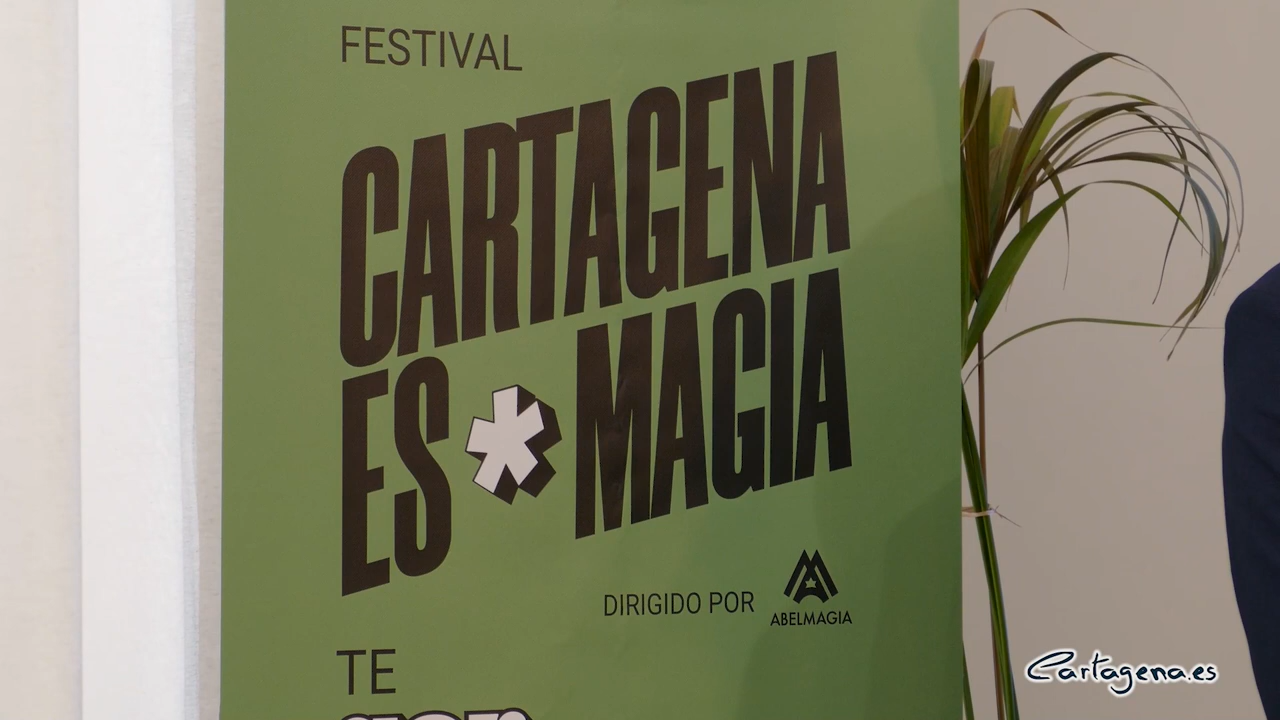 FESTIVAL
CARTAGENA
ES * MAGIA
DIRIGIDO POR
ABELMAGIA
TE
Cartagena.es